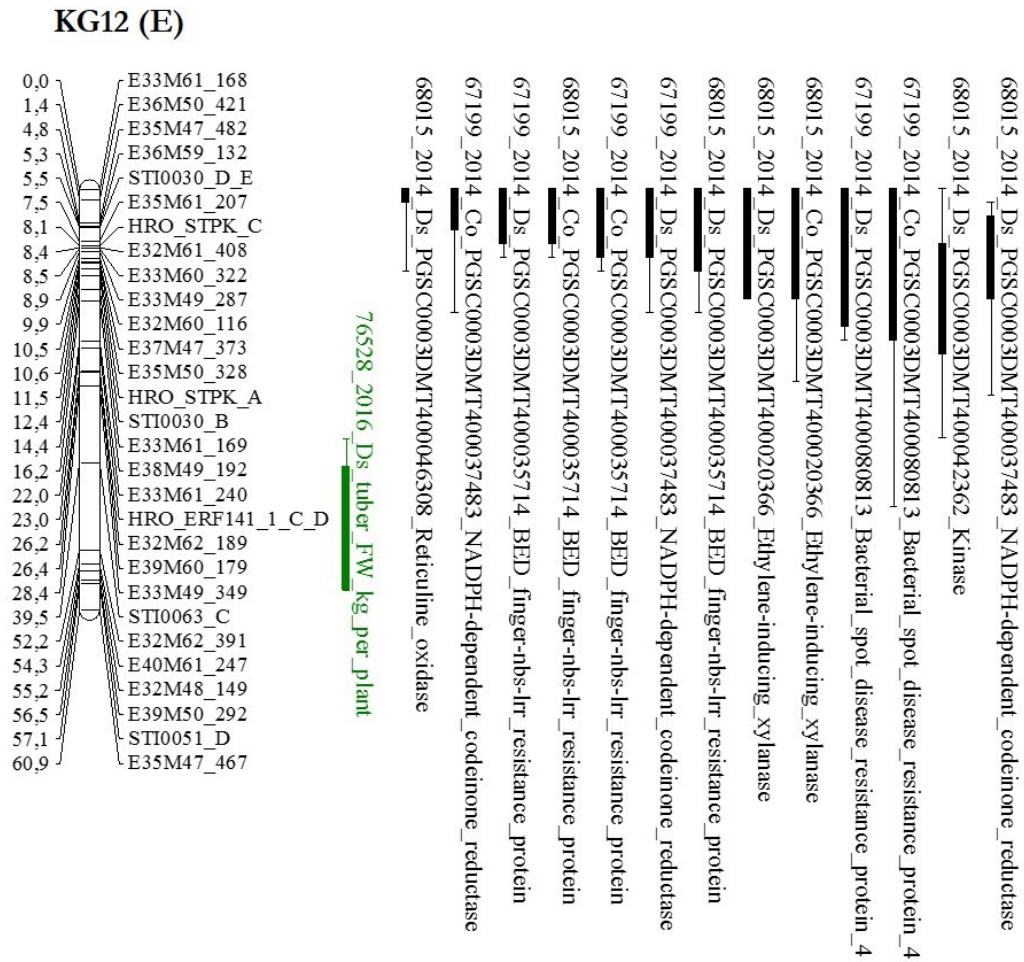 KG12 (E)
0,0 E33M61_168
1,4 E36M50_421
4,8 E35M47_482
5,3 E36M59_132
5,5 STI0030_D_E
7,5 E35M61_207
8,1 HRO_STPK_C
8,4 E32M61_408
8,5 E33M60_322
8,9 E33M49_287
9,9 E32M60_116
10,5 E37M47_373
10,6 E35M50_328
11,5 HRO_STPK_A
12,4 STI0030_B
14,4 E33M61_169
16,2 E38M49_192
22,0 E33M61_240
23,0 HRO_ERF141_1_C_D
26,2 E32M62_189
26,4 E39M60_179
28,4 E33M49_349
39,5 STI0063_C
52,2 E32M62_391
54,3 E40M61_247
55,2 E32M48_149
56,5 E39M50_292
57,1 STI0051_D
60,9 E35M47_467
76528_2016_Ds_tuber_FW_kg_per_plant
68015_2014_Ds_PGSC0003DMT400046308_Reticuline_oxidase
67199_2014_Co_PGSC0003DMT400037483_NADPH-dependent_codeinone_reductase
67199_2014_Ds_PGSC0003DMT400035714_BED_finger-nbs-lrr_resistance_protein
68015_2014_Co_PGSC0003DMT400035714_BED_finger-nbs-lrr_resistance_protein
67199_2014_Co_PGSC0003DMT400035714_BED_finger-nbs-lrr_resistance_protein
67199_2014_Ds_PGSC0003DMT400037483_NADPH-dependent_codeinone_reductase
68015_2014_Ds_PGSC0003DMT400035714_BED_finger-nbs-lrr_resistance_protein
68015_2014_Ds_PGSC0003DMT400020366_Ethylene-inducing_xylanase
68015_2014_Co_PGSC0003DMT400020366_Ethylene-inducing_xylanase
67199_2014_Ds_PGSC0003DMT400080813_Bacterial_spot_disease_resistance_protein_4
67199_2014_Co_PGSC0003DMT400080813_Bacterial_spot_disease_resistance_protein_4
68015_2014_Ds_PGSC0003DMT400042362_Kinase
68015_2014_Ds_PGSC0003DMT400037483_NADPH-dependent_codeinone_reductase